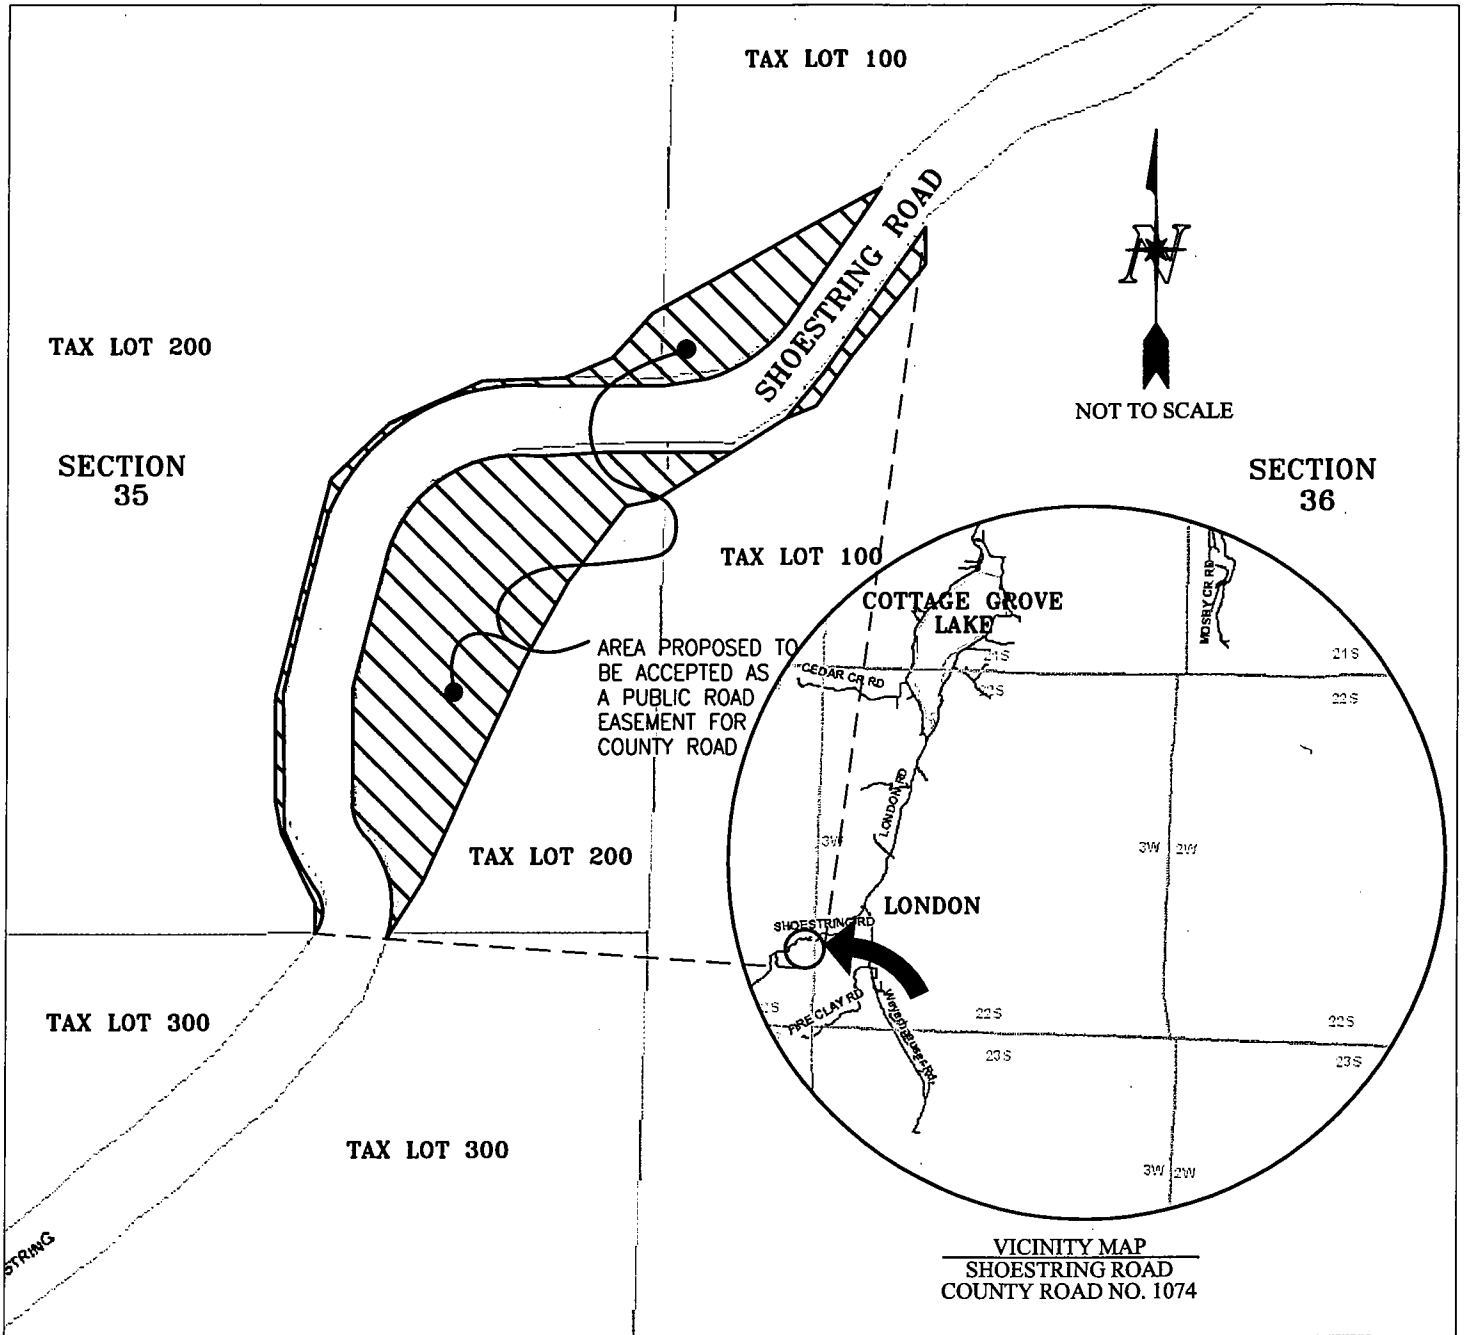 TAX LOT 100
SHOESTRING ROAD
N
NOT TO SCALE
TAX LOT 200
SECTION
35
SECTION
36
TAX LOT 100
COTTAGE GROVE
LAKE
MOSBY CR RD
21S
22S
21S
22S
CEDAR CR RD
AREA PROPOSED TO
BE ACCEPTED AS
A PUBLIC ROAD
EASEMENT FOR
COUNTY ROAD
LONDON RD
3W
3W 2W
TAX LOT 200
LONDON
SHOESTRING RD
TAX LOT 300
FIRE CLAY RD
22S
23S
22S
23S
TAX LOT 300
3W 2W
STRING
VICINITY MAP
SHOESTRING ROAD
COUNTY ROAD NO. 1074